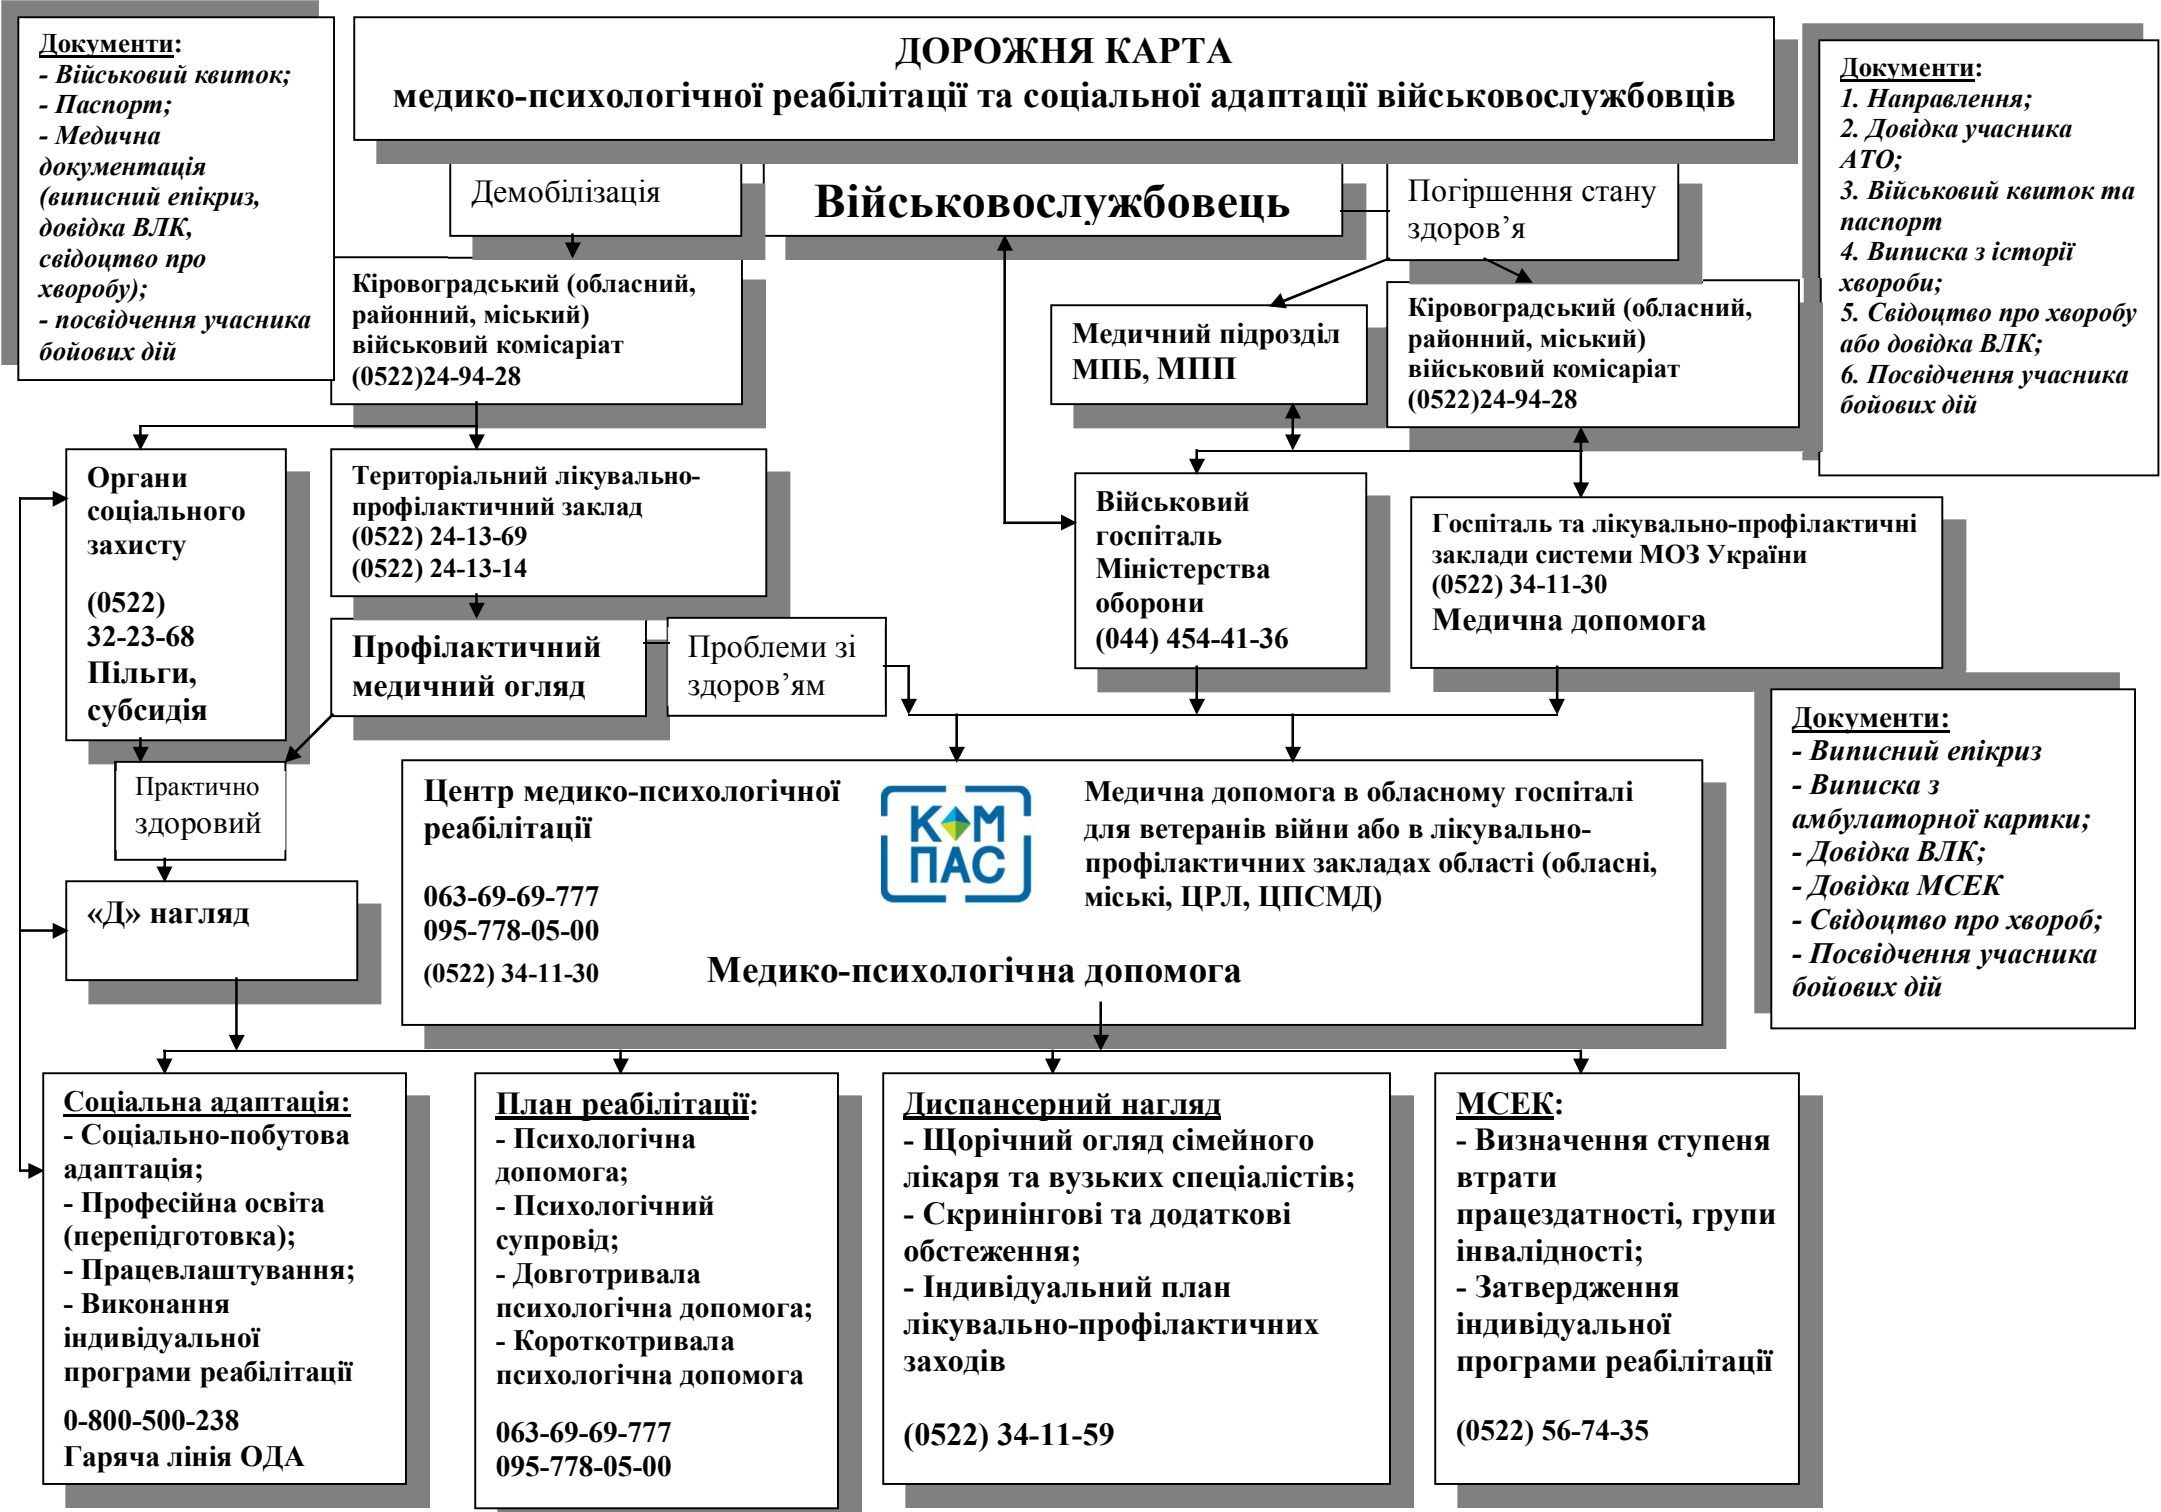 Документи:
- Військовий квиток;
- Паспорт;
- Медична
документація
(виписний епікриз,
довідка ВЛК,
свідоцтво про
хворобу);
- посвідчення учасника
бойових дій
ДОРОЖНЯ КАРТА
медико-психологічної реабілітації та соціальної адаптації військовослужбовців
Документи:
1. Направлення;
2. Довідка учасника
АТО;
3. Військовий квиток та
паспорт
4. Виписка з історії
хвороби;
5. Свідоцтво про хворобу
або довідка ВЛК;
6. Посвідчення учасника
бойових дій
Демобілізація
Військовослужбовець
Погіршення стану
здоров’я
Кіровоградський (обласний,
районний, міський)
військовий комісаріат
(0522)24-94-28
Медичний підрозділ
МПБ, МПП
Кіровоградський (обласний,
районний, міський)
військовий комісаріат
(0522)24-94-28
Органи
соціального
захисту
(0522)
32-23-68
Пільги,
субсидія
Територіальний лікувально-
профілактичний заклад
(0522) 24-13-69
(0522) 24-13-14
Військовий
госпіталь
Міністерства
оборони
(044) 454-41-36
Госпіталь та лікувально-профілактичні
заклади системи МОЗ України
(0522) 34-11-30
Медична допомога
Профілактичний
медичний огляд
Проблеми зі
здоров’ям
Практично
здоровий
«Д» нагляд
Центр медико-психологічної
реабілітації
063-69-69-777
095-778-05-00
(0522) 34-11-30
К М
ПАС
Медична допомога в обласному госпіталі
для ветеранів війни або в лікувально-
профілактичних закладах області (обласні,
міські, ЦРЛ, ЦПСМД)
Медико-психологічна допомога
Документи:
- Виписний епікриз
- Виписка з
амбулаторної картки;
- Довідка ВЛК;
- Довідка МСЕК
- Свідоцтво про хвороб;
- Посвідчення учасника
бойових дій
Соціальна адаптація:
- Соціально-побутова
адаптація;
- Професійна освіта
(перепідготовка);
- Працевлаштування;
- Виконання
індивідуальної
програми реабілітації
0-800-500-238
Гаряча лінія ОДА
План реабілітації:
- Психологічна
допомога;
- Психологічний
супровід;
- Довготривала
психологічна допомога;
- Короткотривала
психологічна допомога
063-69-69-777
095-778-05-00
Диспансерний нагляд
- Щорічний огляд сімейного
лікаря та вузьких спеціалістів;
- Скринінгові та додаткові
обстеження;
- Індивідуальний план
лікувально-профілактичних
заходів
(0522) 34-11-59
МСЕК:
- Визначення ступеня
втрати
працездатності, групи
інвалідності;
- Затвердження
індивідуальної
програми реабілітації
(0522) 56-74-35